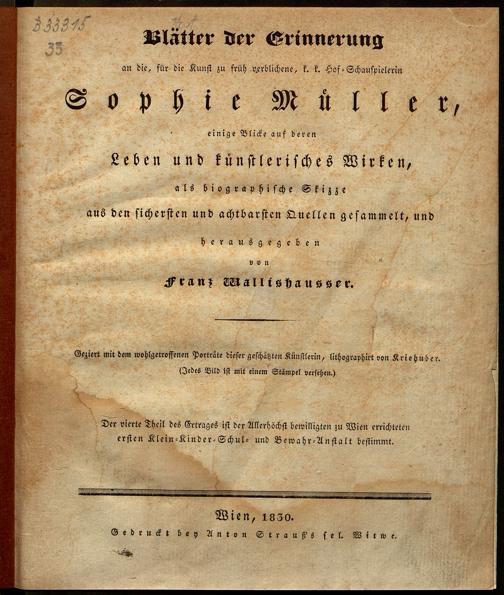 B33315
33
Blätter der Erinnerung
an die, für die Kunst zu früh verblichene, k. k. Hof-Schauspielerin
Sophie Müller,
einige Blicke auf deren
Leben und künstlerisches Wirken,
als biographische Skizze
aus den sichersten und achtbarsten Quellen gesammelt, und
herausgegeben
von
Franz Wallishausser.
Geziert mit dem wohlgetroffenen Porträte dieser geschätzten Künstlerin, lithographirt von Kriehuber.
(Jedes Bild ist mit einem Stämpel versehen.)
Der vierte Theil des Ertrages ist der Allerhöchst bewilligten zu Wien errichteten
ersten Klein-Kinder-Schul- und Bewahr-Anstalt bestimmt.
Wien, 1830.
Gedruckt bey Anton Strauß's sel. Witwe.